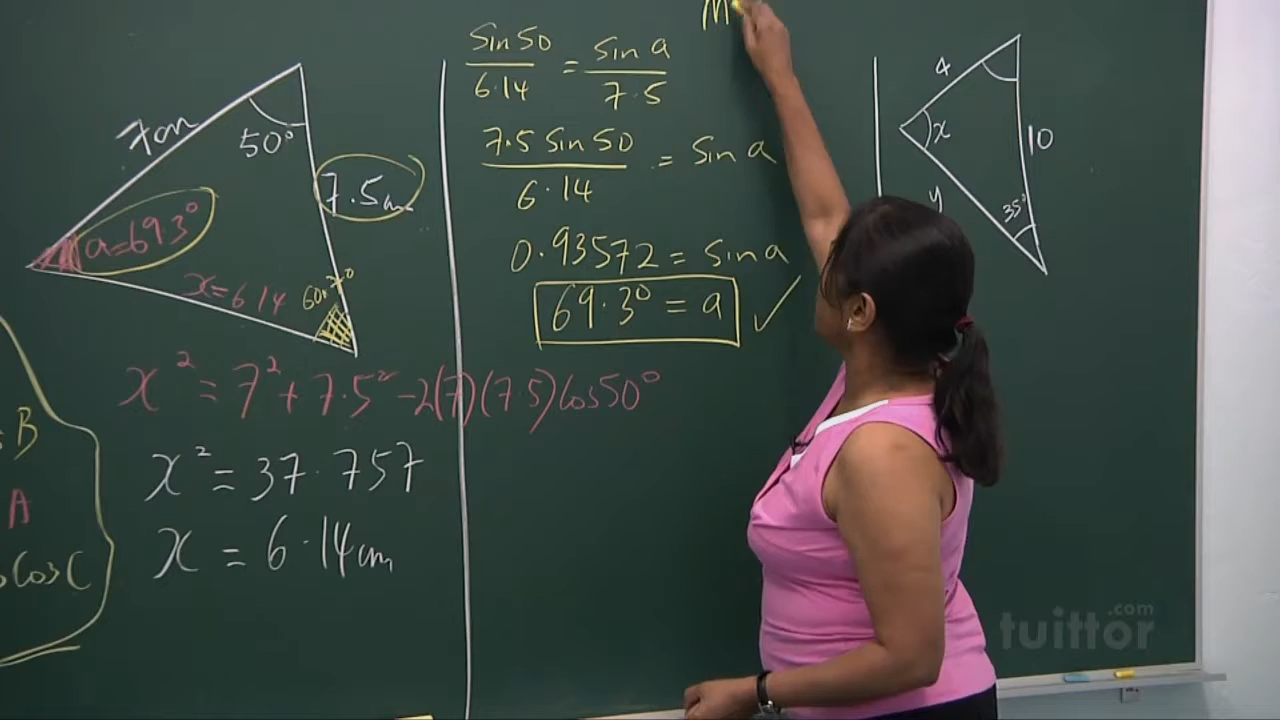 7cm
50°
7.5cm
a=69.3°
x=6.14
60.7°
x² = 7² + 7.5² -2(7)(7.5)Cos50°
x² = 37.757
x = 6.14cm
B
A
CosC
Sin50/6.14 = Sin a/7.5
7.5 Sin 50/6.14 = Sin a
0.93572 = Sin a
69.3° = a ✓
M
4
x
10
y
35°
tuittor.com